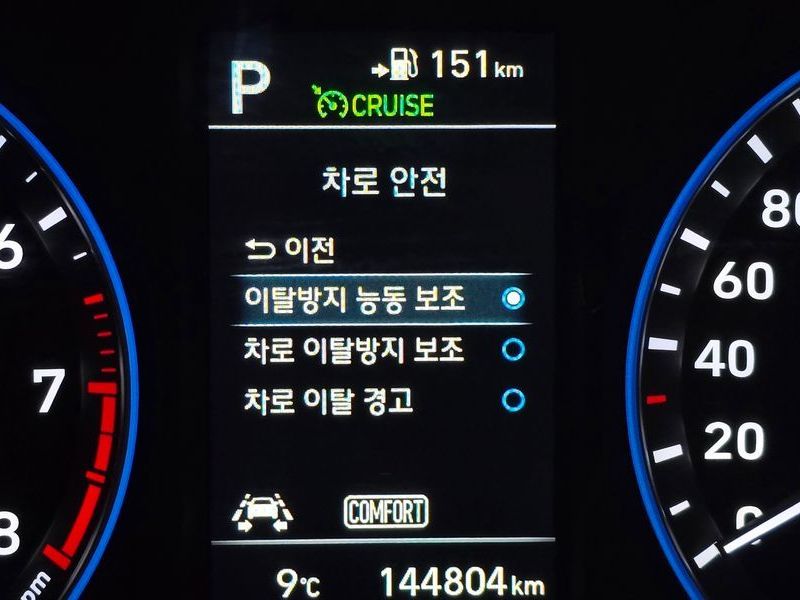 P 151km
CRUISE
차로 안전
이전
이탈방지 능동 보조
차로 이탈방지 보조
차로 이탈 경고
COMFORT
9℃ 144804km
6
7
8
pm
80
60
40
20
0